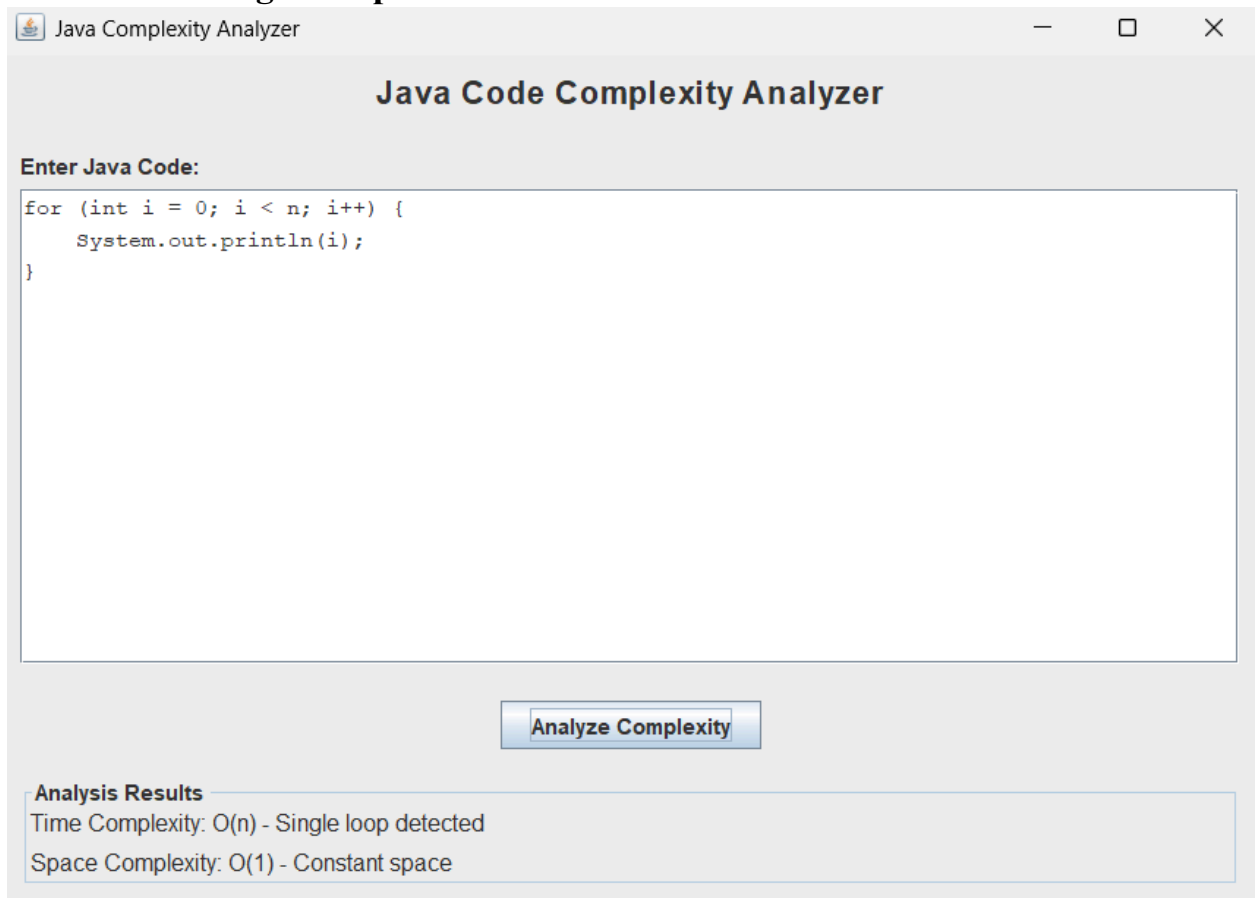 Java Complexity Analyzer
Java Code Complexity Analyzer
Enter Java Code:
for (int i = 0; i < n; i++) {
    System.out.println(i);
}
Analyze Complexity
Analysis Results
Time Complexity: O(n) - Single loop detected
Space Complexity: O(1) - Constant space